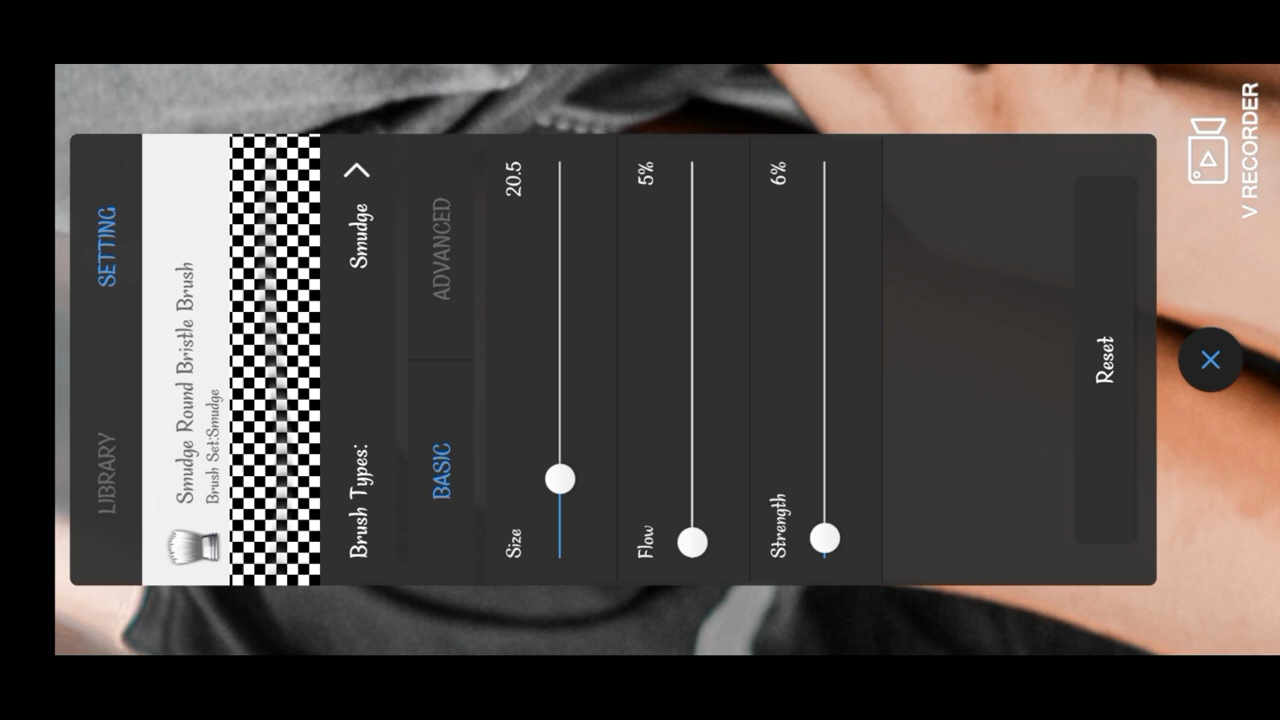 LIBRARY
SETTING
Smudge Round Bristle Brush
Brush Set:Smudge
Brush Types:
Smudge
BASIC
ADVANCED
Size
20.5
Flow
5%
Strength
6%
Reset
V RECORDER